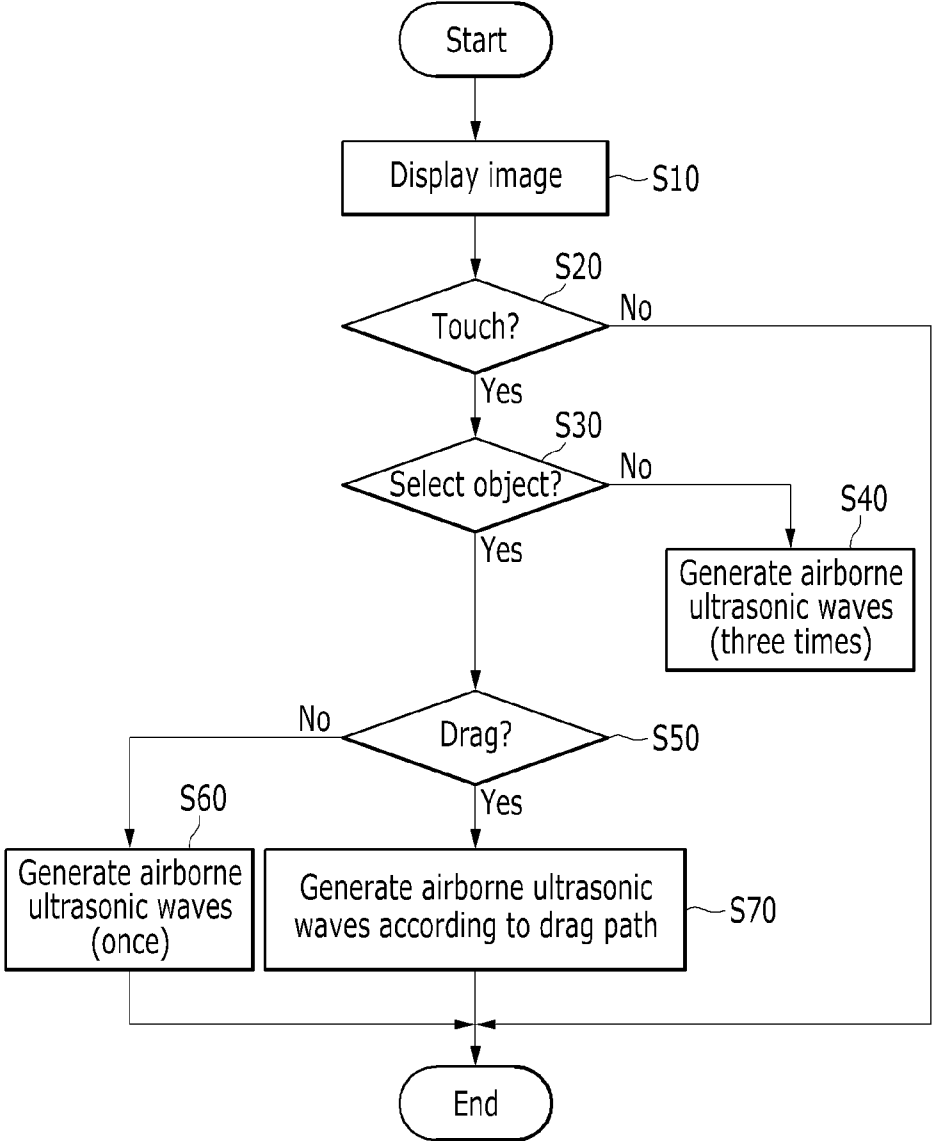 Start
Display image
S10
S20
Touch?
No
Yes
S30
Select object?
No
Yes
S40
Generate airborne
ultrasonic waves
(three times)
No
Drag?
S50
Yes
S60
Generate airborne
ultrasonic waves
(once)
Generate airborne ultrasonic
waves according to drag path
S70
End